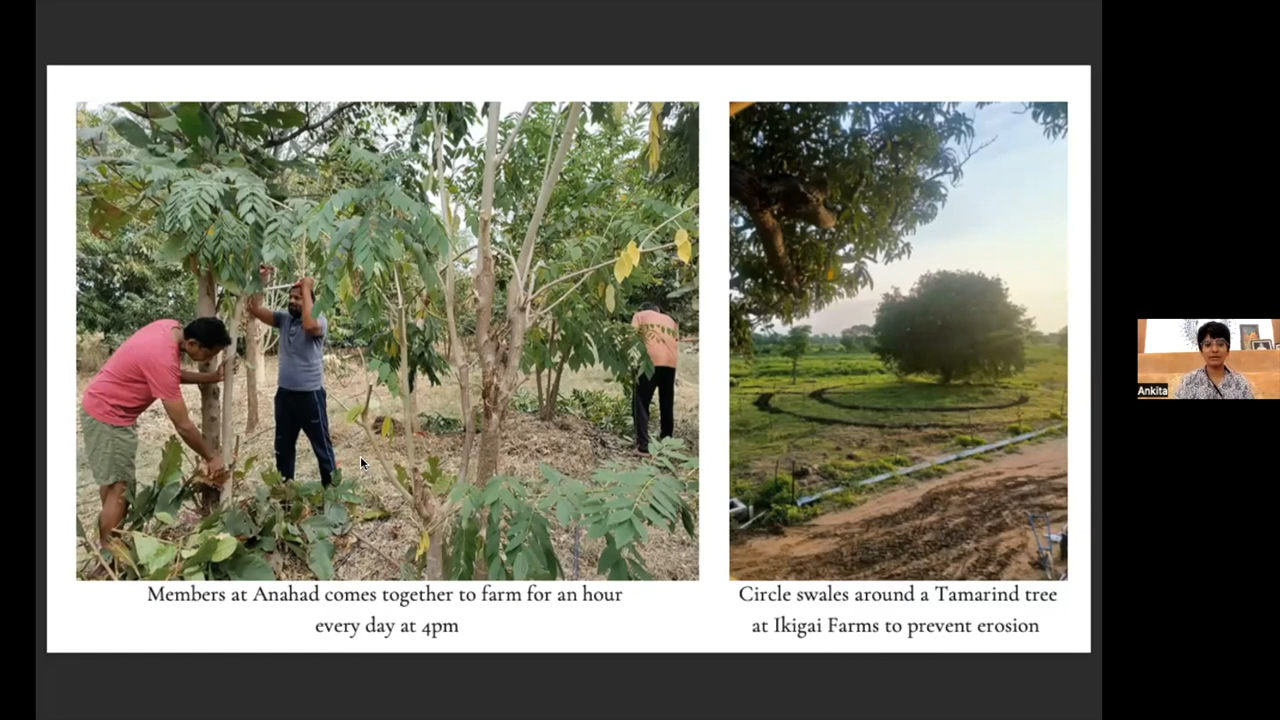 Members at Anahad comes together to farm for an hour
every day at 4pm
Circle swales around a Tamarind tree
at Ikigai Farms to prevent erosion
Ankita